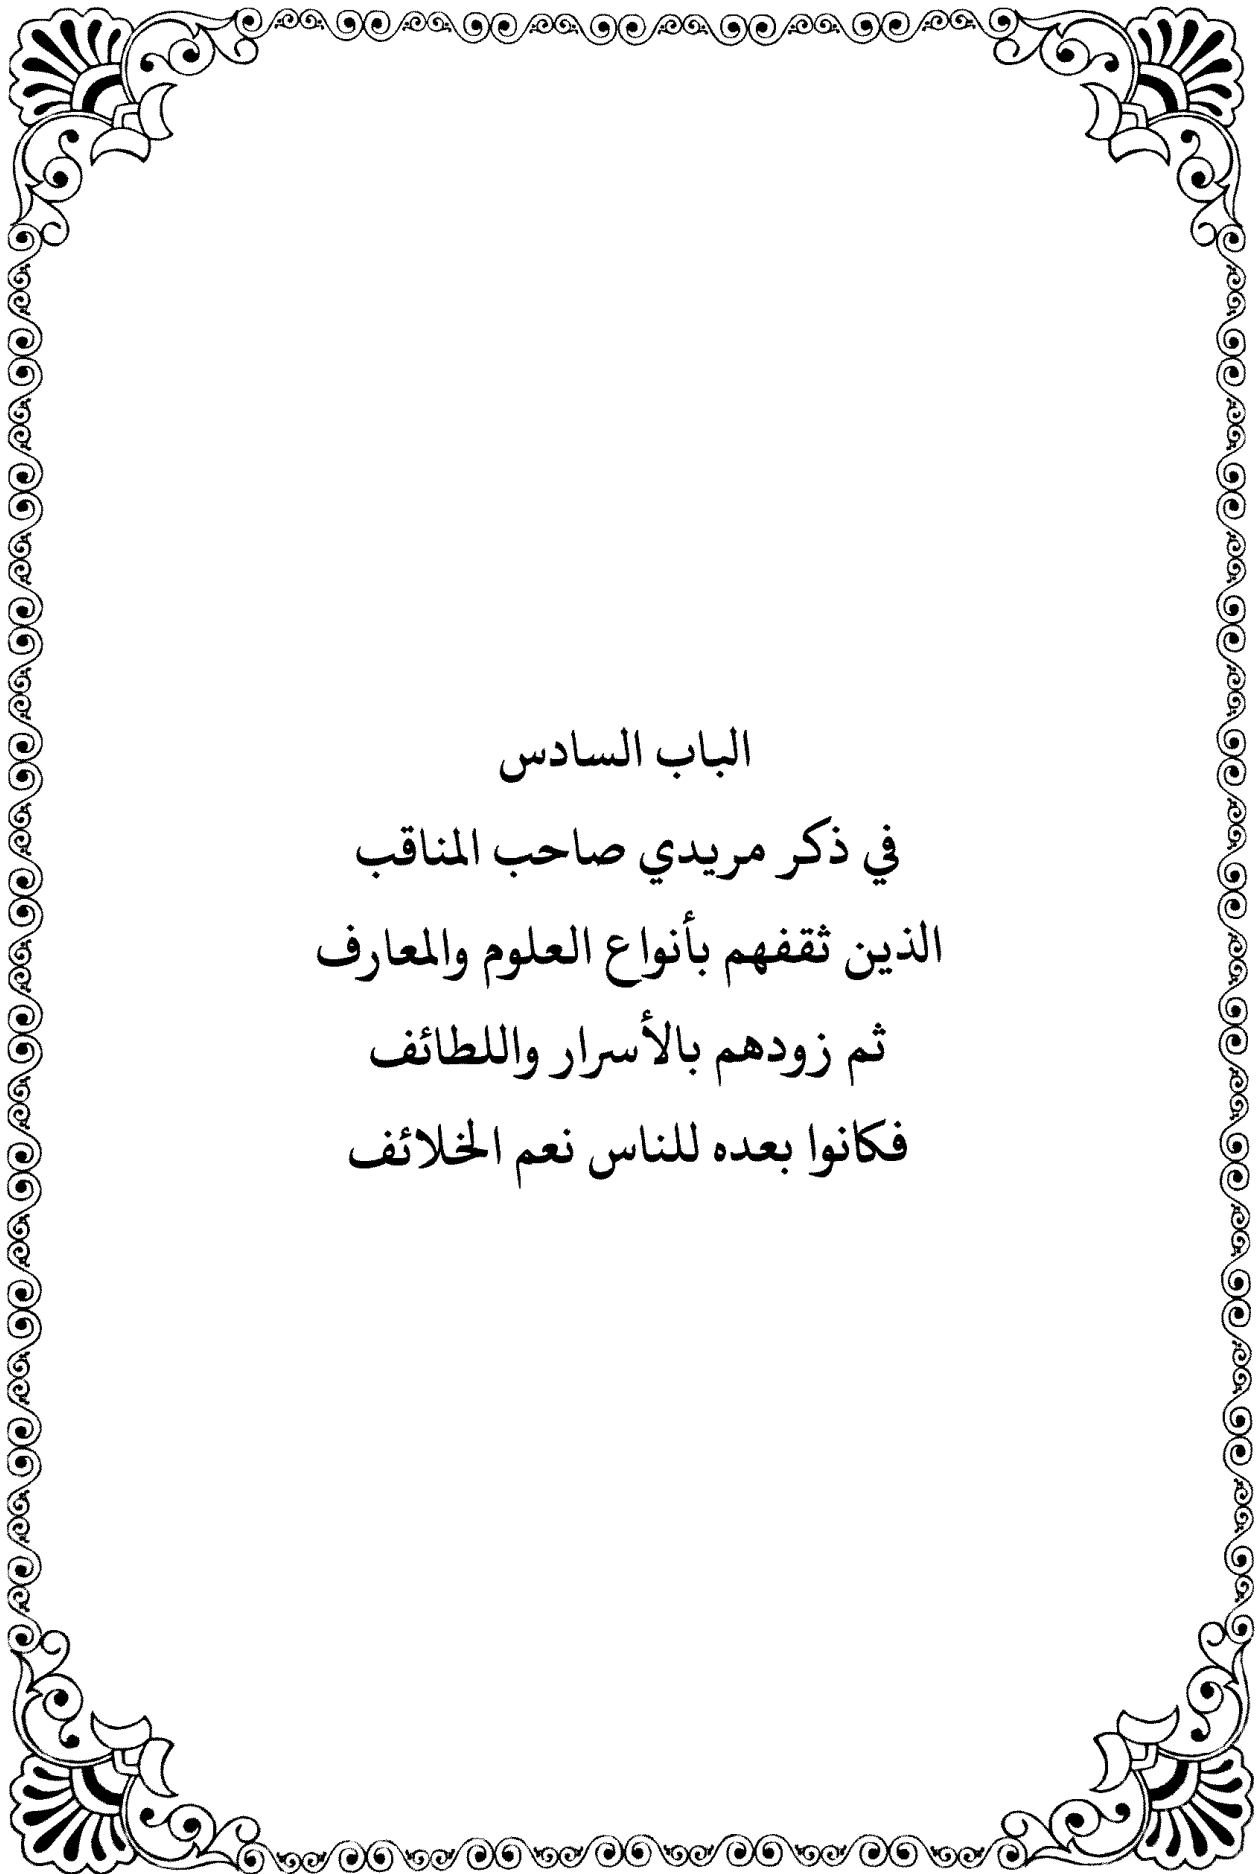 الباب السادس
في ذكر مريدي صاحب المناقب
الذين ثقفهم بأنواع العلوم والمعارف
ثم زودهم بالأسرار واللطائف
فكانوا بعده للناس نعم الخلائف